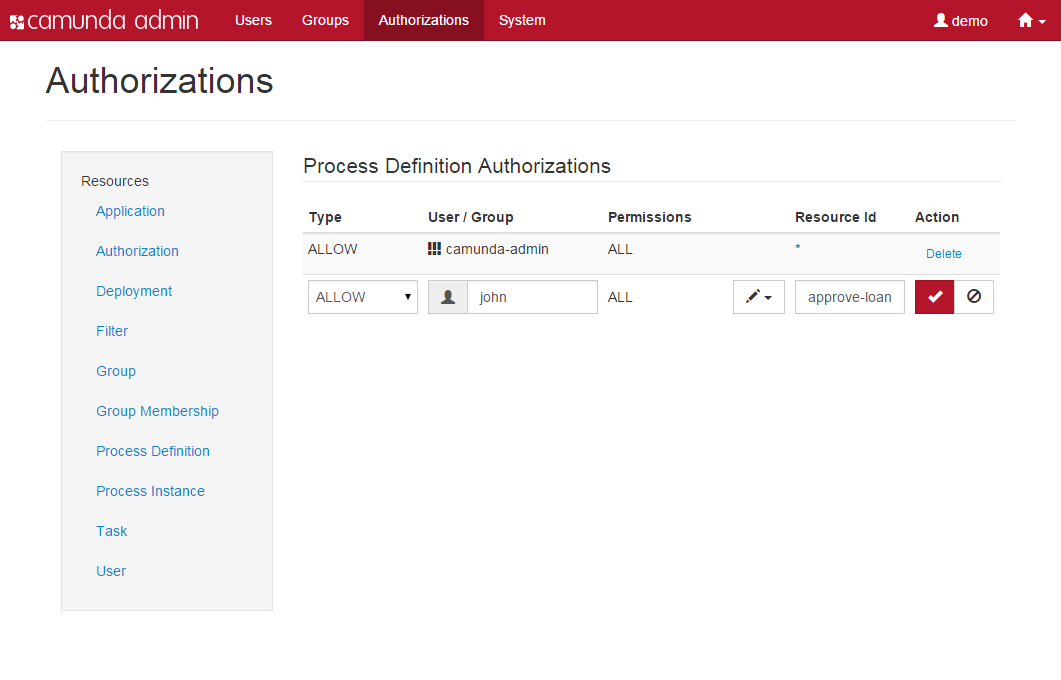 camunda admin Users Groups Authorizations System demo
Authorizations
Resources
Application
Authorization
Deployment
Filter
Group
Group Membership
Process Definition
Process Instance
Task
User
Process Definition Authorizations
Type User / Group Permissions Resource Id Action
ALLOW camunda-admin ALL * Delete
ALLOW john ALL approve-loan